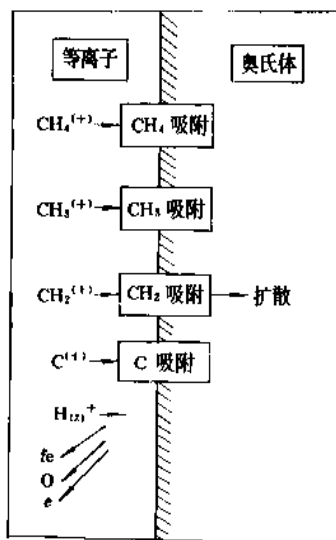 等离子 奥氏体
CH₄⁽⁺⁾ CH₄ 吸附
CH₃⁽⁺⁾ CH₃ 吸附
CH₂⁽⁺⁾ CH₂ 吸附 扩散
C⁽⁺⁾ C 吸附
H₍₂₎⁺
fe
O
e